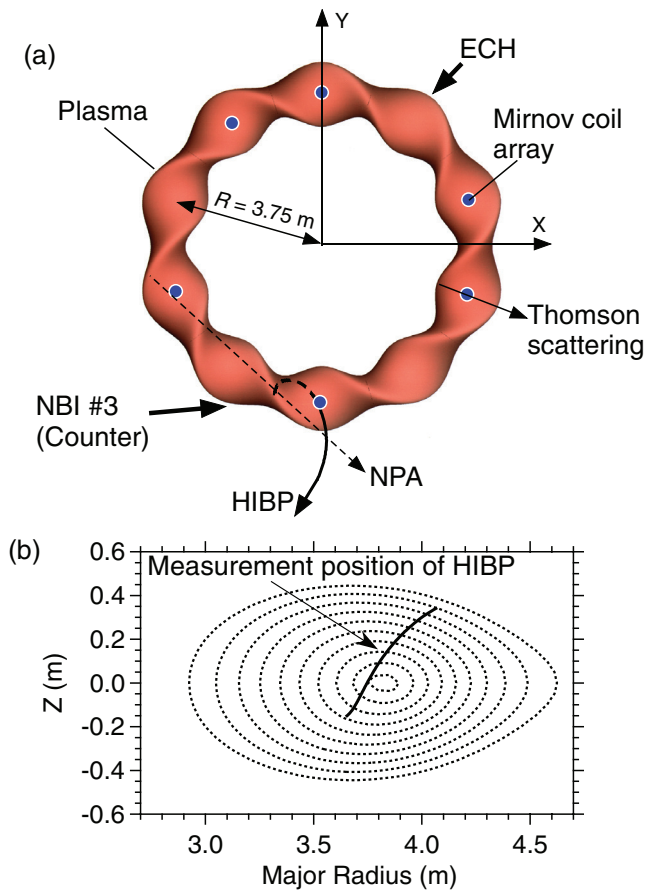 (a)
Y
ECH
Plasma
Mirnov coil
array
R = 3.75 m
X
Thomson
scattering
NBI #3
(Counter)
NPA
HIBP
(b)
0.6
Measurement position of HIBP
0.4
0.2
0.0
-0.2
-0.4
-0.6
Z (m)
3.0 3.5 4.0 4.5
Major Radius (m)